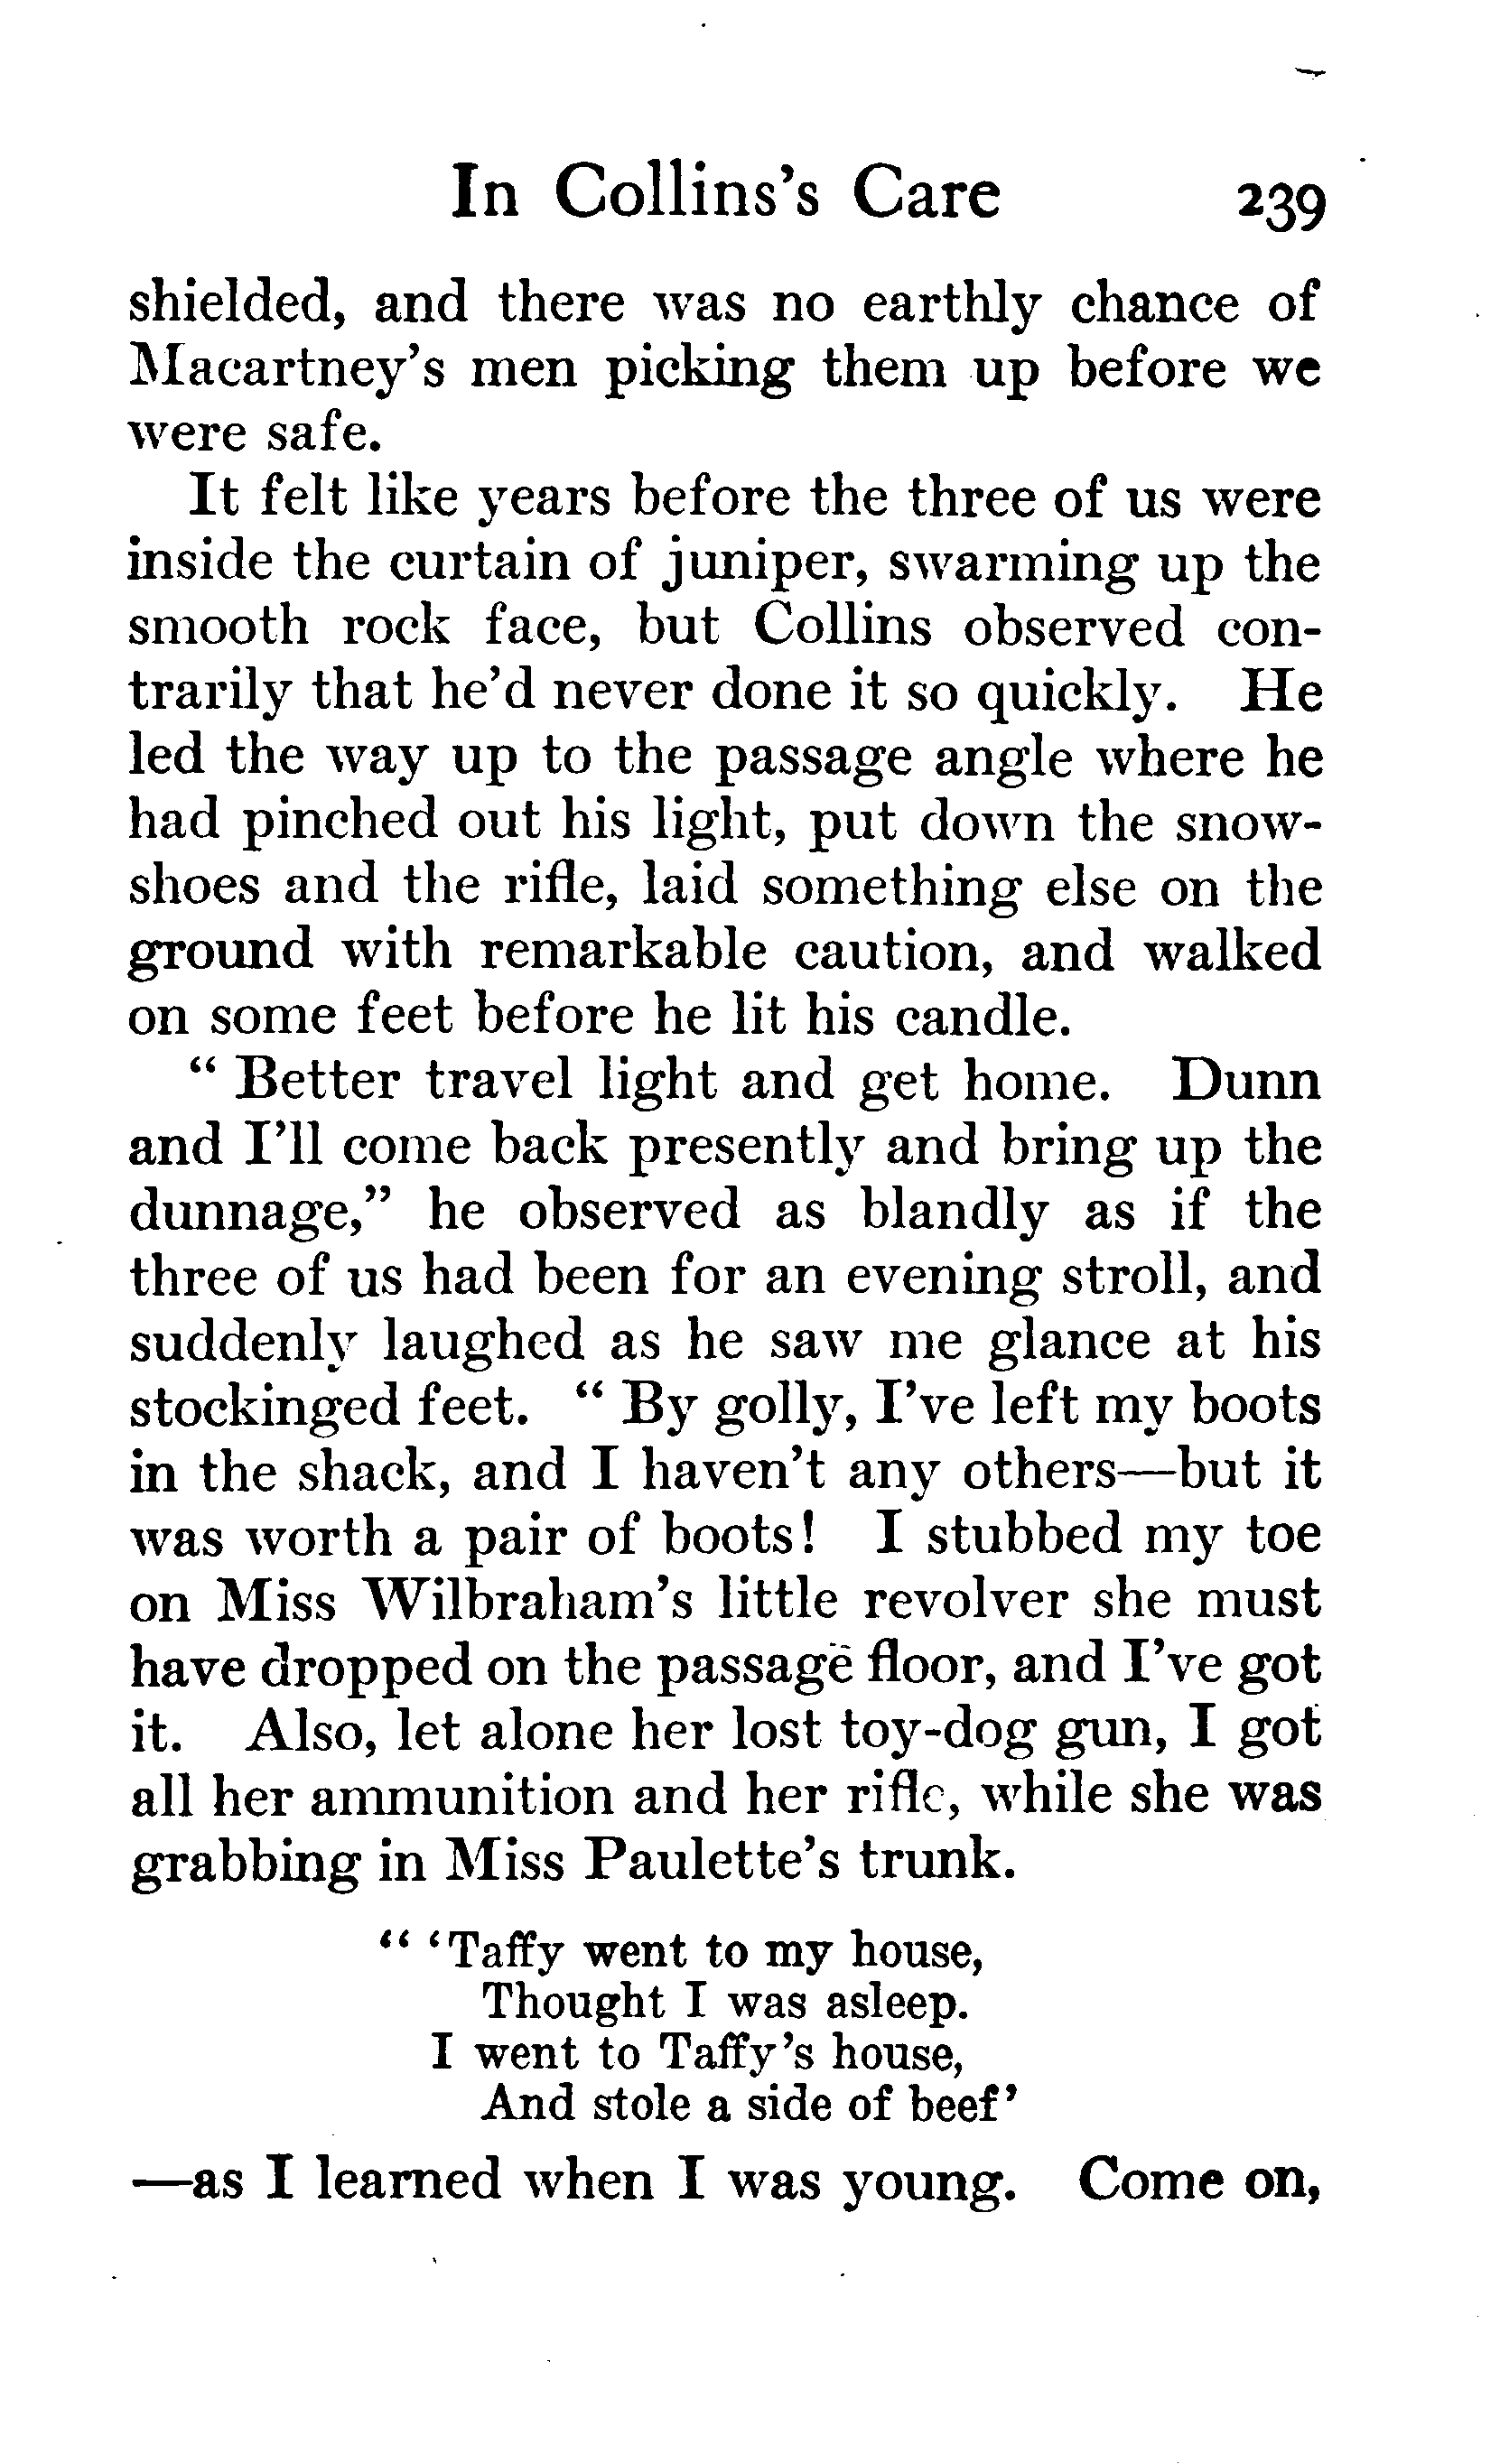 In Collins's Care 239
shielded, and there was no earthly chance of
Macartney's men picking them up before we
were safe.
It felt like years before the three of us were
inside the curtain of juniper, swarming up the
smooth rock face, but Collins observed con-
trarily that he'd never done it so quickly. He
led the way up to the passage angle where he
had pinched out his light, put down the snow-
shoes and the rifle, laid something else on the
ground with remarkable caution, and walked
on some feet before he lit his candle.
" Better travel light and get home. Dunn
and I'll come back presently and bring up the
dunnage," he observed as blandly as if the
three of us had been for an evening stroll, and
suddenly laughed as he saw me glance at his
stockinged feet. " By golly, I've left my boots
in the shack, and I haven't any others—but it
was worth a pair of boots! I stubbed my toe
on Miss Wilbraham's little revolver she must
have dropped on the passage floor, and I've got
it. Also, let alone her lost toy-dog gun, I got
all her ammunition and her rifle, while she was
grabbing in Miss Paulette's trunk.
" 'Taffy went to my house,
Thought I was asleep.
I went to Taffy's house,
And stole a side of beef'
—as I learned when I was young. Come on,